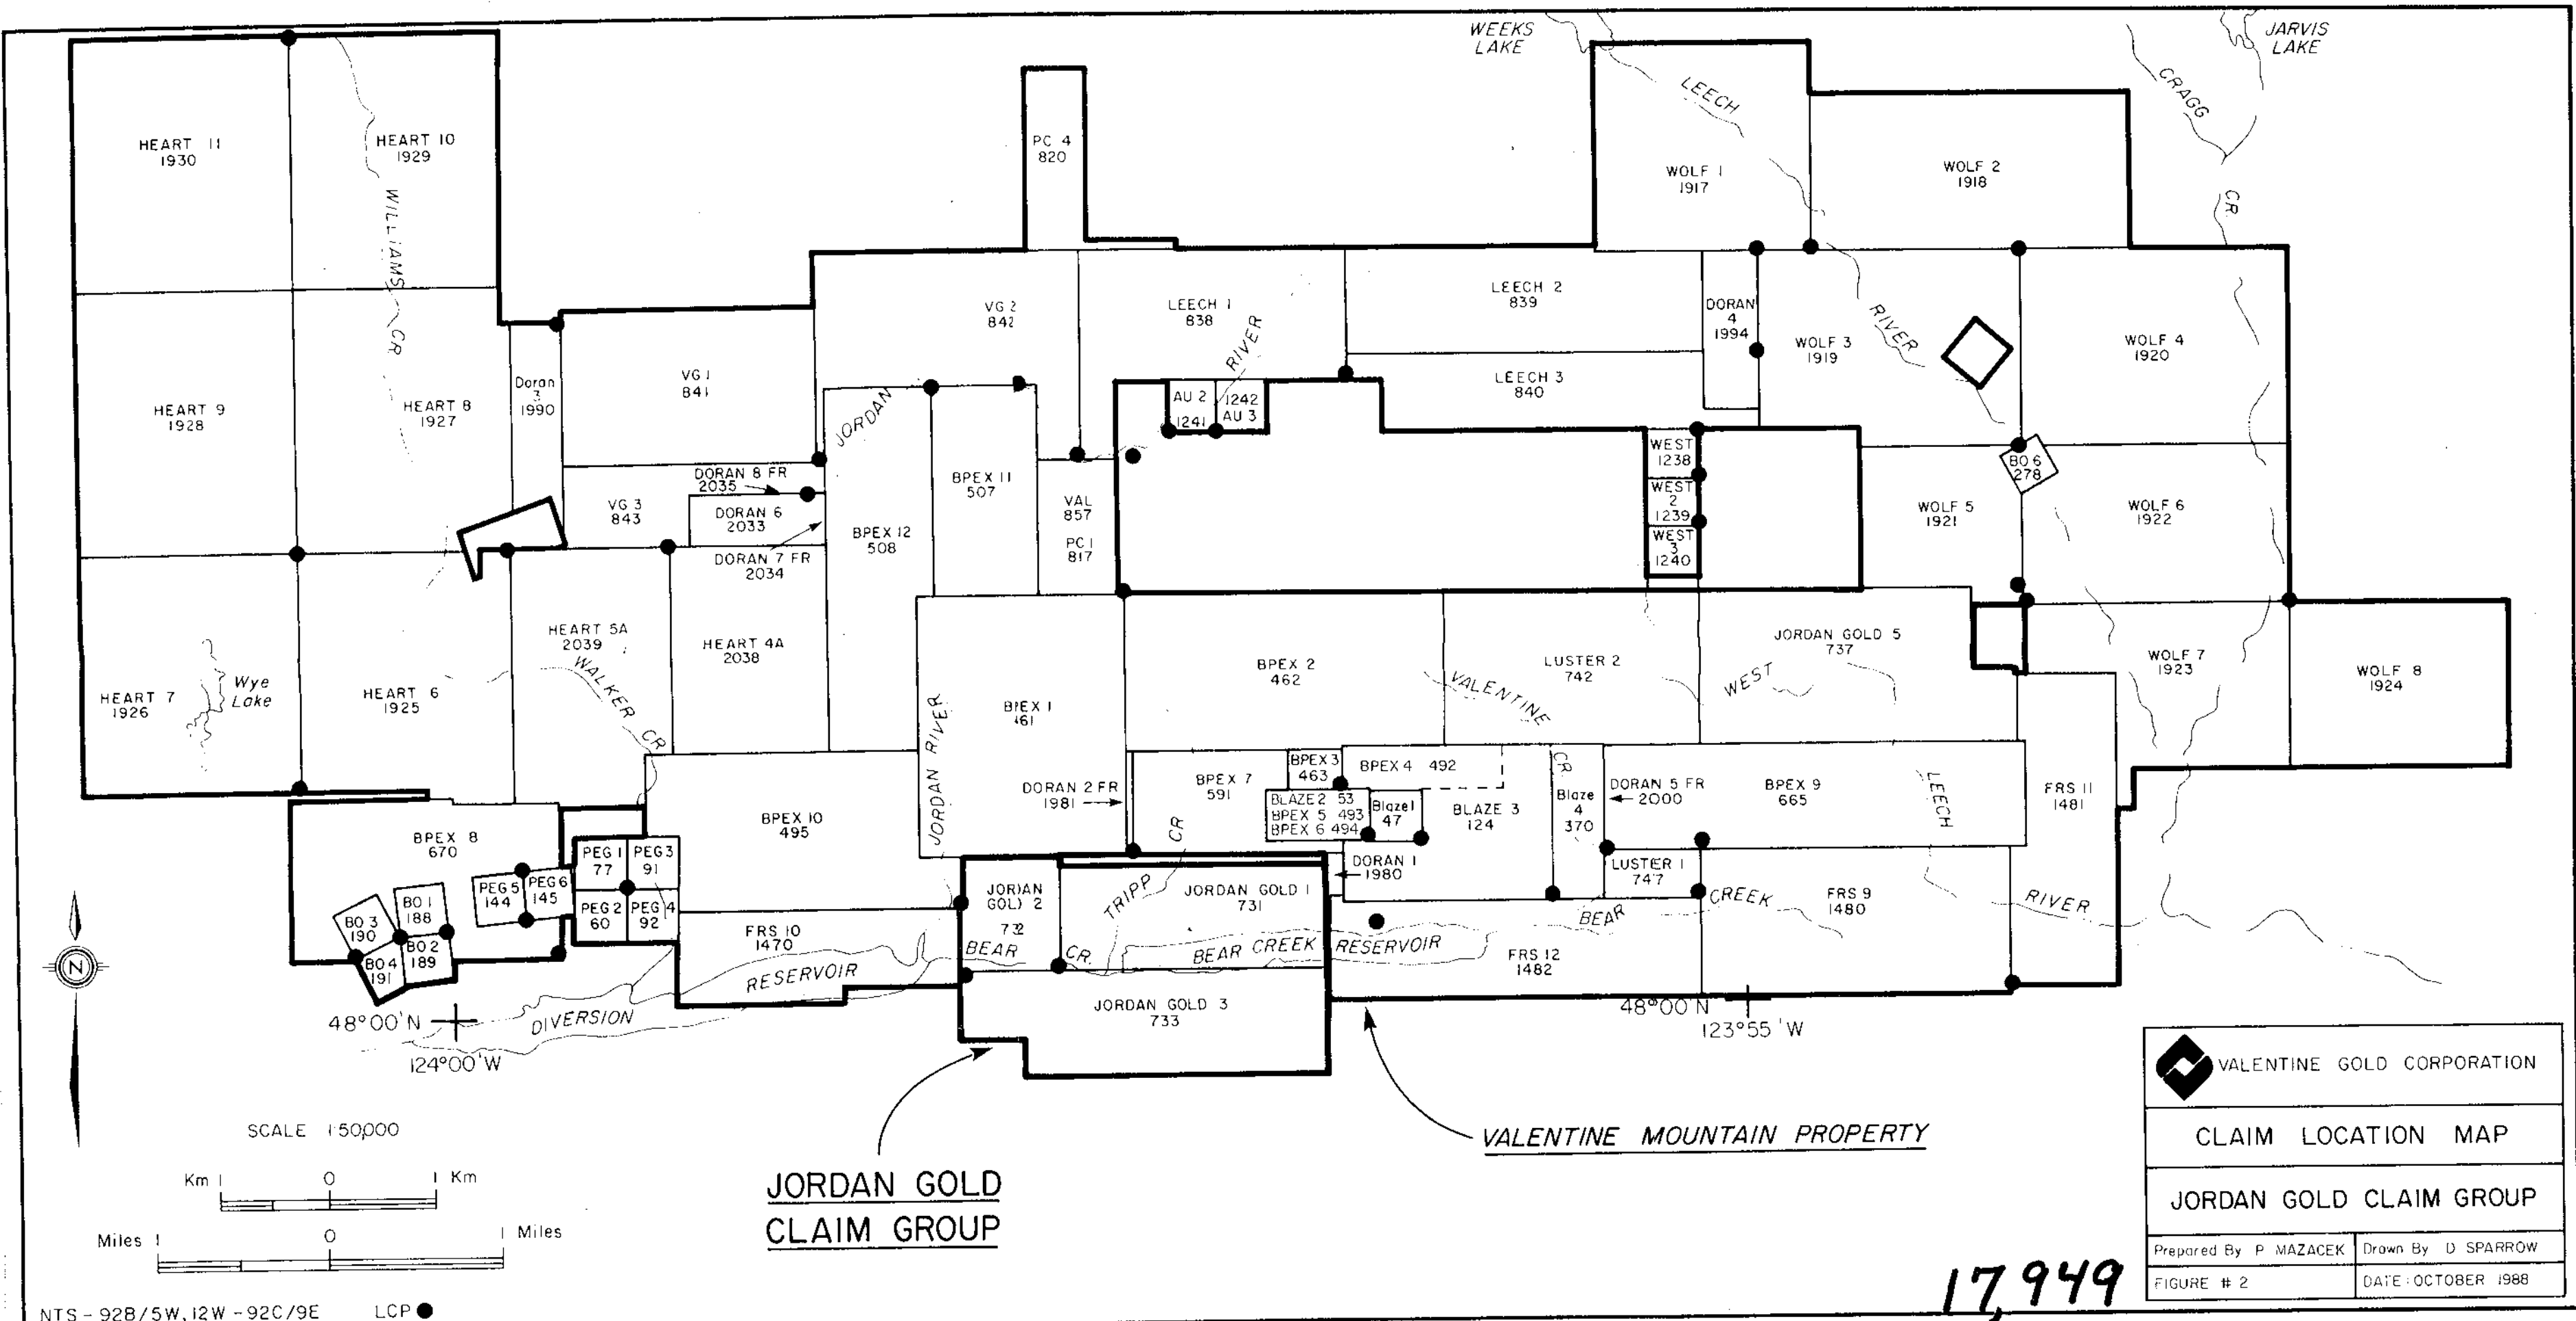 WEEKS
LAKE
JARVIS
LAKE
CRAGG
CR.
LEECH
RIVER
HEART 11
1930
HEART 10
1929
WILLIAMS
CR
PC 4
820
WOLF 1
1917
WOLF 2
1918
HEART 9
1928
HEART 8
1927
Doran
3
1990
VG 1
841
VG 2
842
LEECH 1
838
RIVER
LEECH 2
839
LEECH 3
840
DORAN
4
1994
WOLF 3
1919
WOLF 4
1920
JORDAN
AU 2
1241
1242
AU 3
DORAN 8 FR
2035
VG 3
843
DORAN 6
2033
DORAN 7 FR
2034
BPEX 12
508
BPEX 11
507
VAL
857
PC 1
817
WEST
1238
WEST
2
1239
WEST
3
1240
WOLF 5
1921
BO 6
278
WOLF 6
1922
HEART 7
1926
Wye
Lake
HEART 6
1925
HEART 5A
2039
WALKER CR
HEART 4A
2038
JORDAN RIVER
BPEX 1
461
BPEX 2
462
VALENTINE
CR.
LUSTER 2
742
WEST
LEECH
RIVER
JORDAN GOLD 5
737
WOLF 7
1923
WOLF 8
1924
BPEX 8
670
BPEX 10
495
DORAN 2 FR
1981
BPEX 7
591
BPEX 3
463
BPEX 4 492
BLAZE 2 53
BPEX 5 493
BPEX 6 494
Blaze 1
47
BLAZE 3
124
Blaze
4
370
DORAN 5 FR
2000
BPEX 9
665
FRS 11
1481
PEG 1
77
PEG 3
91
PEG 5
144
PEG 6
145
PEG 2
60
PEG 4
92
BO 3
190
BO 1
188
BO 4
191
BO 2
189
FRS 10
1470
JORDAN
GOLD 2
732
TRIPP CR
JORDAN GOLD 1
731
DORAN 1
1980
LUSTER 1
747
FRS 9
1480
BEAR CREEK
BEAR CR.
BEAR CREEK RESERVOIR
FRS 12
1482
DIVERSION RESERVOIR
JORDAN GOLD 3
733
N
48°00'N
124°00'W
48°00'N
123°55'W
SCALE 1:50,000
Km 1 0 1 Km
Miles 1 0 1 Miles
NTS - 92B/5W, 12W - 92C/9E LCP
JORDAN GOLD
CLAIM GROUP
VALENTINE MOUNTAIN PROPERTY
17,949
VALENTINE GOLD CORPORATION
CLAIM LOCATION MAP
JORDAN GOLD CLAIM GROUP
Prepared By P MAZACEK
Drawn By D SPARROW
FIGURE # 2
DATE: OCTOBER 1988